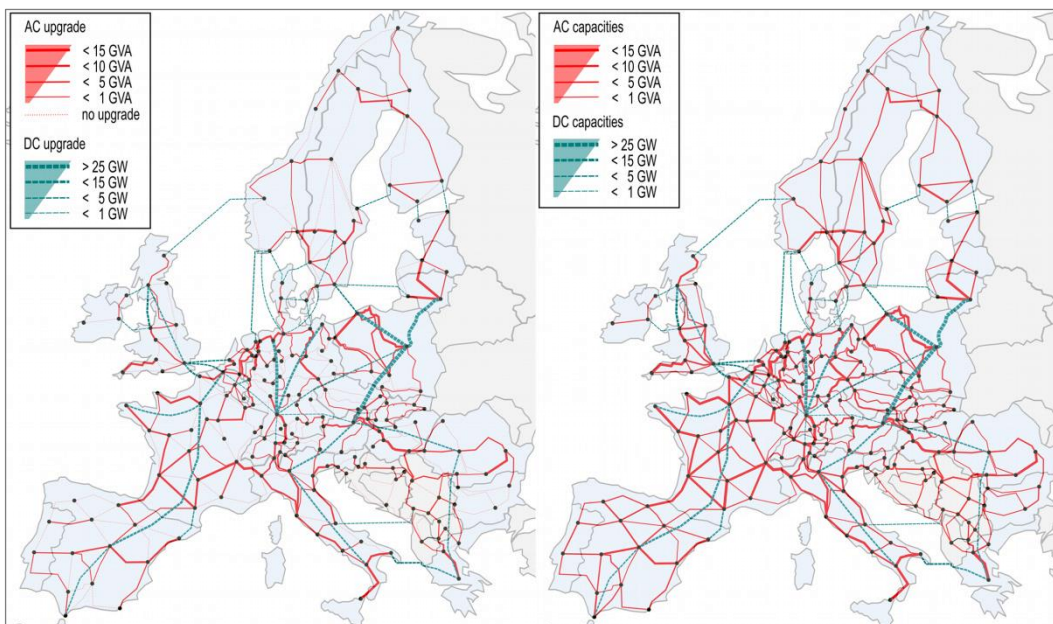 AC upgrade
< 15 GVA
< 10 GVA
< 5 GVA
< 1 GVA
no upgrade
DC upgrade
> 25 GW
< 15 GW
< 5 GW
< 1 GW
AC capacities
< 15 GVA
< 10 GVA
< 5 GVA
< 1 GVA
DC capacities
> 25 GW
< 15 GW
< 5 GW
< 1 GW